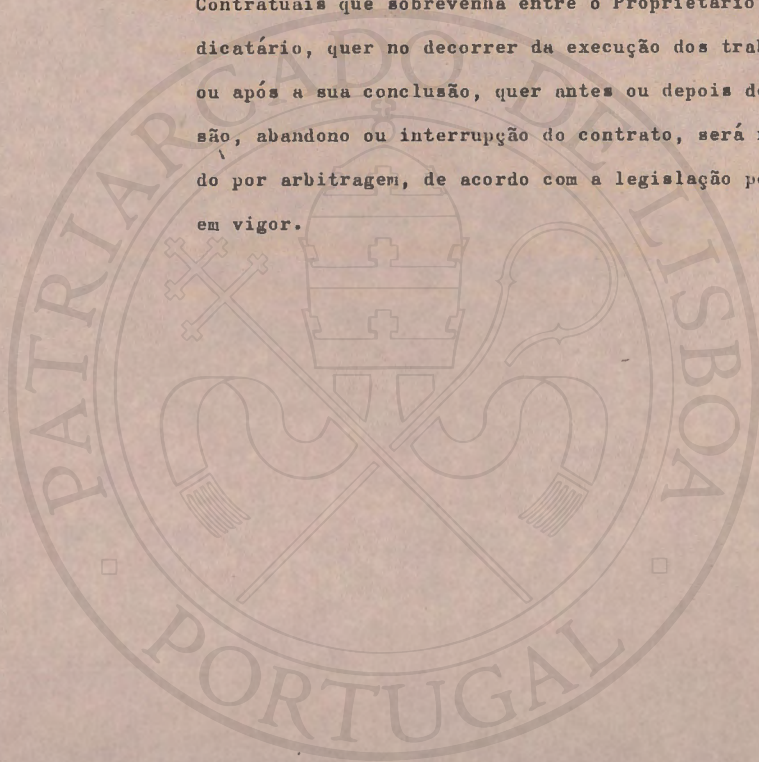 Contratuais que sobrevenha entre o Proprietário
dicatário, quer no decorrer da execução dos tra
ou após a sua conclusão, quer antes ou depois d
são, abandono ou interrupção do contrato, será
do por arbitragem, de acordo com a legislação p
em vigor.
PATRIARCADO DE LISBOA
PORTUGAL